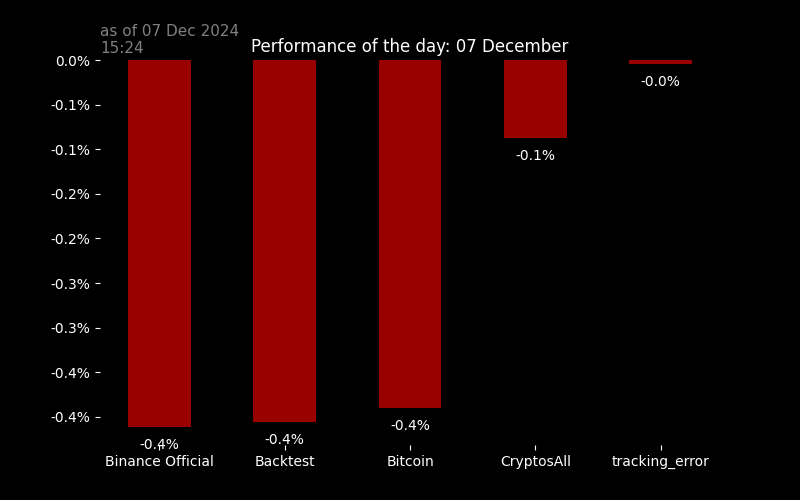 as of 07 Dec 2024
15:24
Performance of the day: 07 December
0.0%
-0.1%
-0.1%
-0.2%
-0.2%
-0.3%
-0.3%
-0.4%
-0.4%
-0.4%
-0.4%
-0.4%
-0.1%
-0.0%
Binance Official
Backtest
Bitcoin
CryptosAll
tracking_error